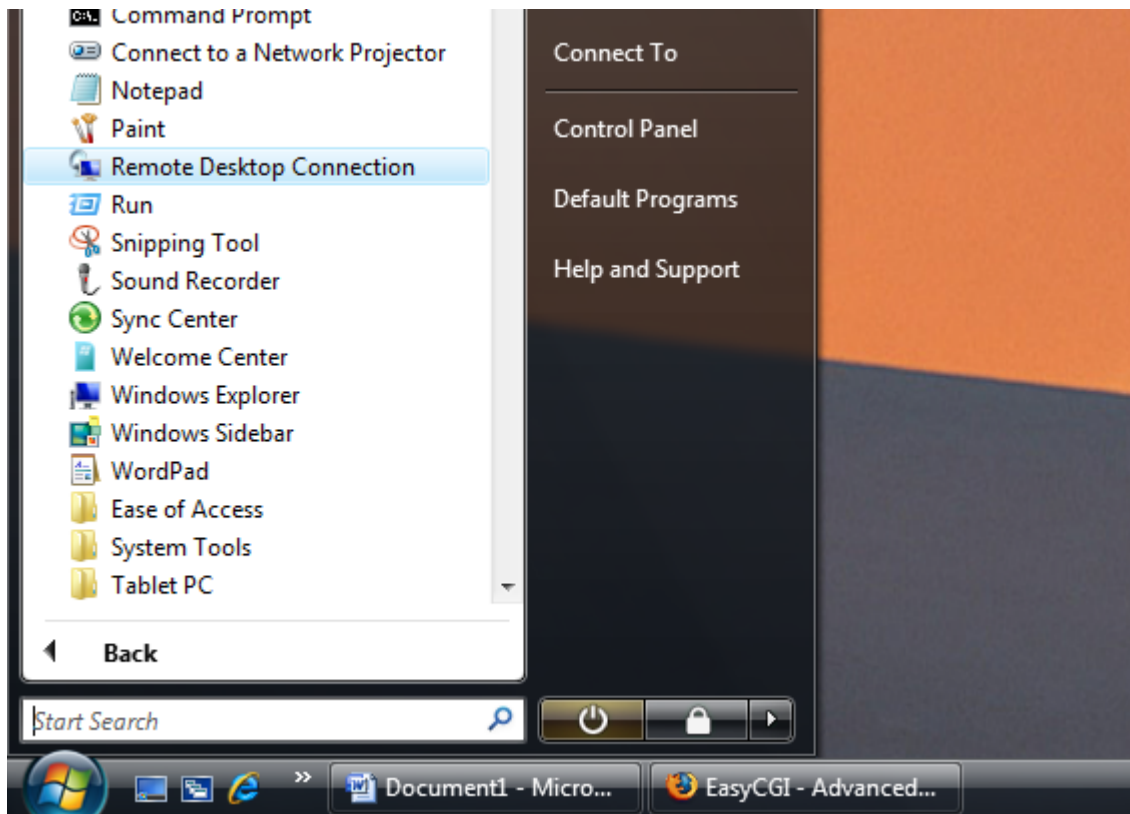 Command Prompt
Connect to a Network Projector
Notepad
Paint
Remote Desktop Connection
Run
Snipping Tool
Sound Recorder
Sync Center
Welcome Center
Windows Explorer
Windows Sidebar
WordPad
Ease of Access
System Tools
Tablet PC
Back
Start Search
Connect To
Control Panel
Default Programs
Help and Support
»
Document1 - Micro...
EasyCGI - Advanced...